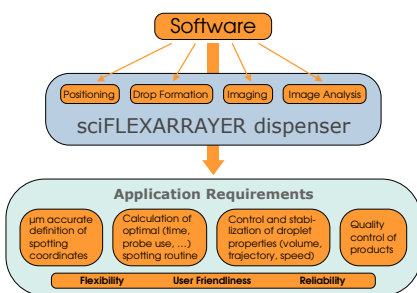 Software
Positioning Drop Formation Imaging Image Analysis
sciFLEXARRAYER dispenser
Application Requirements
µm accurate
definition of
spotting
coordinates
Calculation of
optimal (time,
probe use, ...)
spotting routine
Control and stabi-
lization of droplet
properties (volume,
trajectory, speed)
Quality
control of
products
Flexibility User Friendliness Reliability